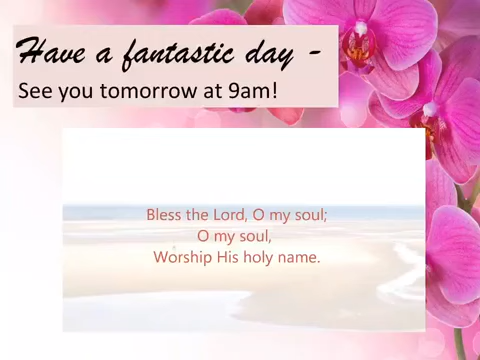 Have a fantastic day -
See you tomorrow at 9am!
Bless the Lord, O my soul;
O my soul,
Worship His holy name.